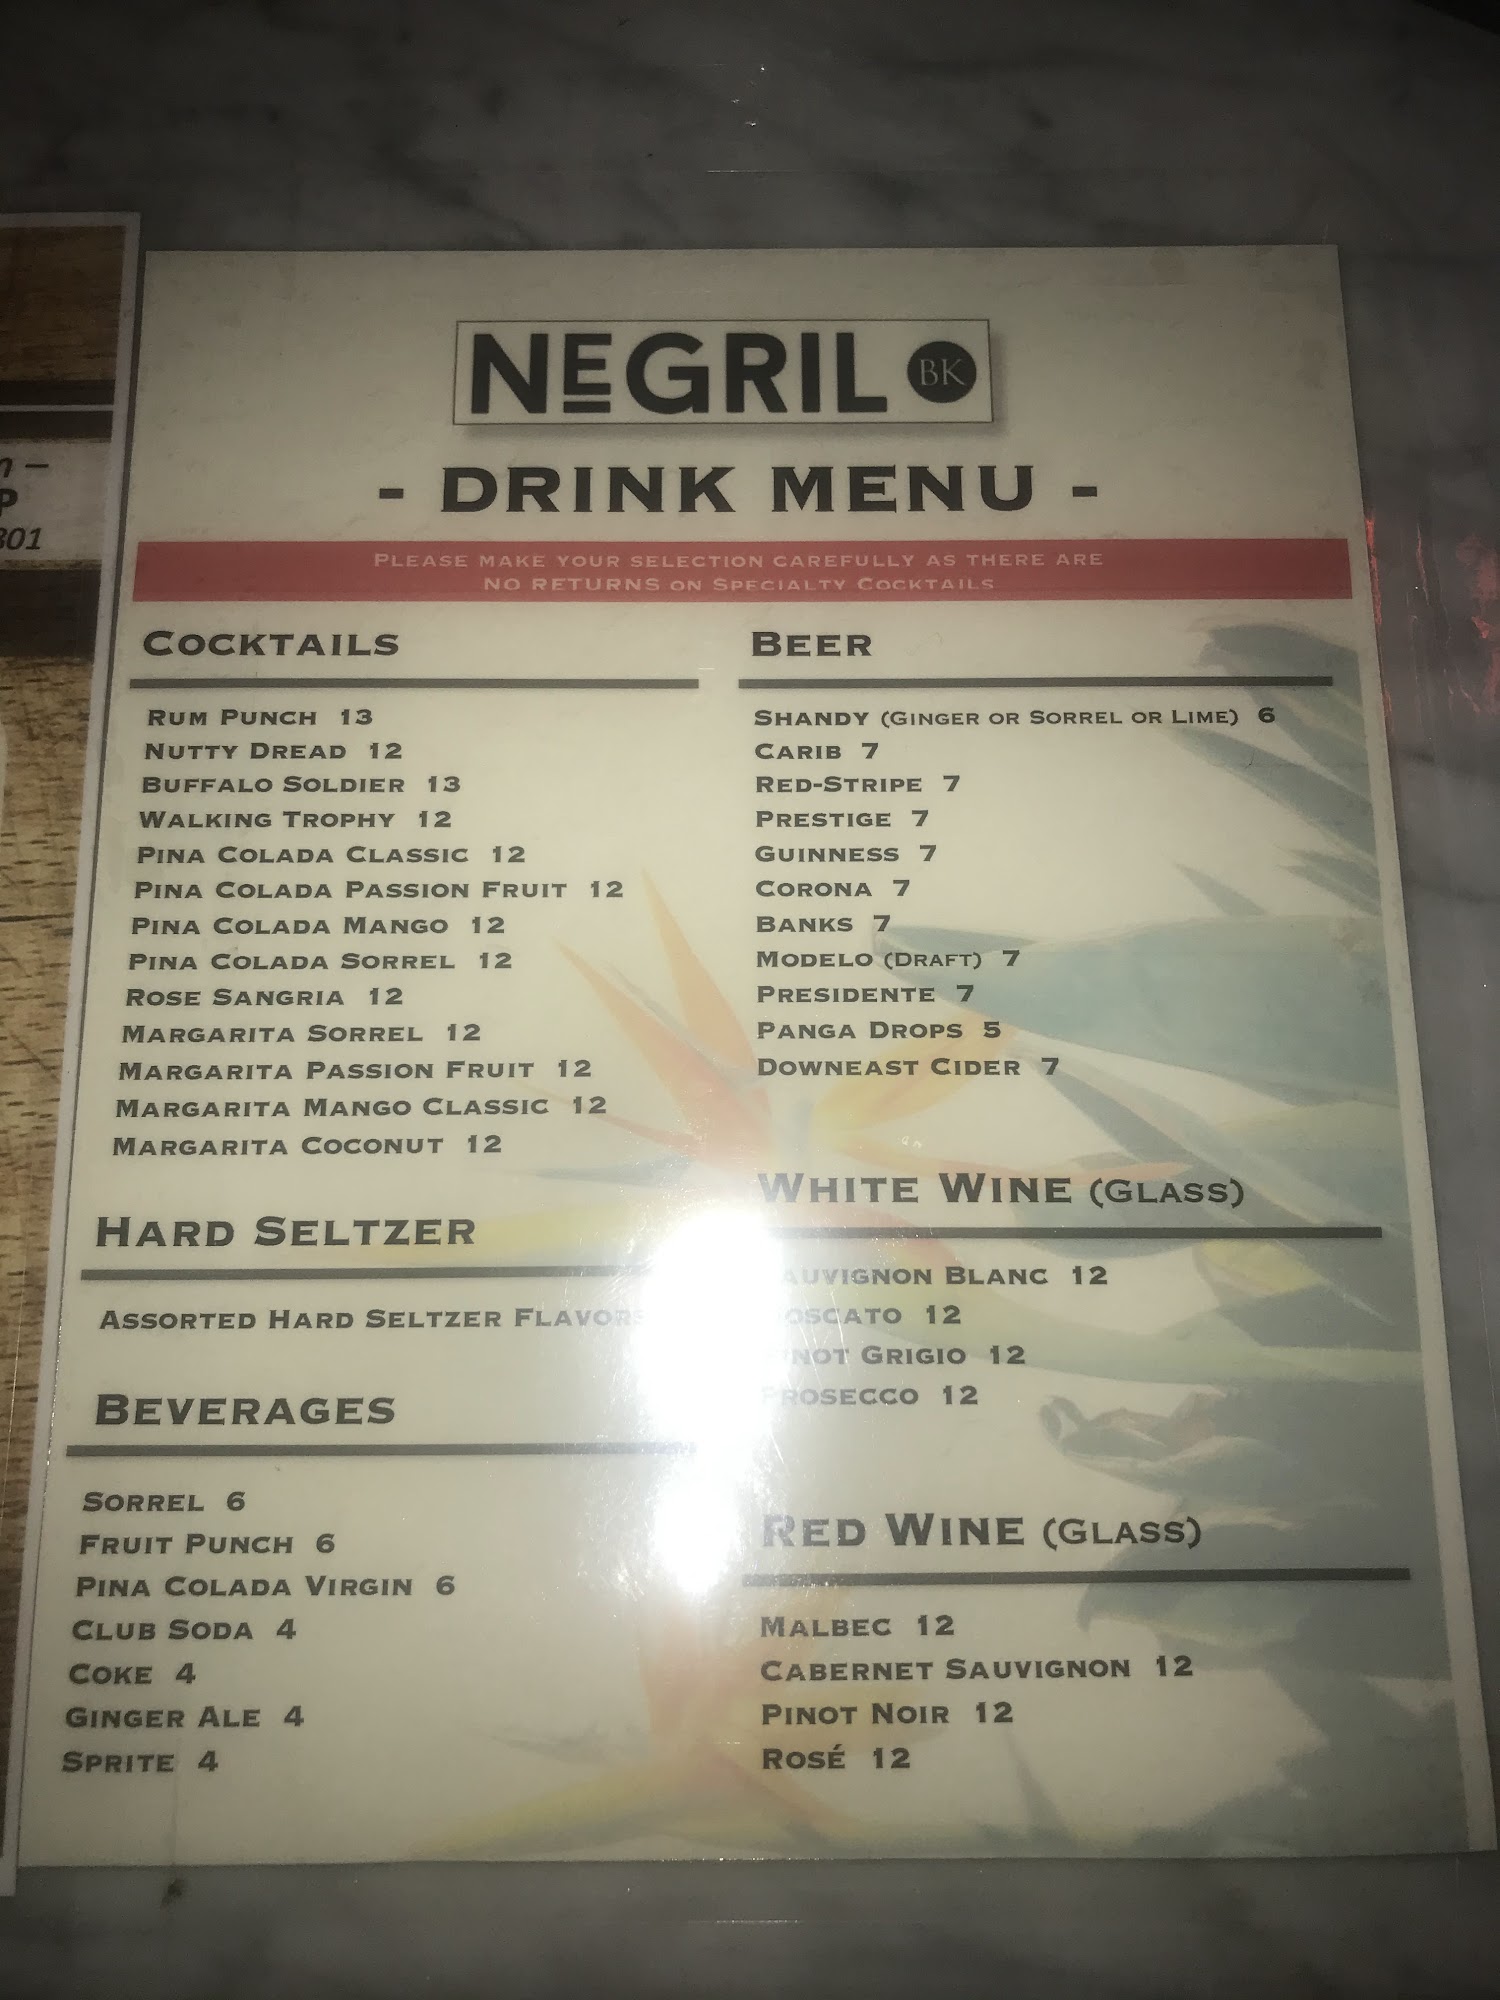 n –
P
301
NEGRIL BK
- DRINK MENU -
PLEASE MAKE YOUR SELECTION CAREFULLY AS THERE ARE
NO RETURNS ON SPECIALTY COCKTAILS
COCKTAILS
RUM PUNCH 13
NUTTY DREAD 12
BUFFALO SOLDIER 13
WALKING TROPHY 12
PINA COLADA CLASSIC 12
PINA COLADA PASSION FRUIT 12
PINA COLADA MANGO 12
PINA COLADA SORREL 12
ROSE SANGRIA 12
MARGARITA SORREL 12
MARGARITA PASSION FRUIT 12
MARGARITA MANGO CLASSIC 12
MARGARITA COCONUT 12
HARD SELTZER
ASSORTED HARD SELTZER FLAVORS
BEVERAGES
SORREL 6
FRUIT PUNCH 6
PINA COLADA VIRGIN 6
CLUB SODA 4
COKE 4
GINGER ALE 4
SPRITE 4
BEER
SHANDY (GINGER OR SORREL OR LIME) 6
CARIB 7
RED-STRIPE 7
PRESTIGE 7
GUINNESS 7
CORONA 7
BANKS 7
MODELO (DRAFT) 7
PRESIDENTE 7
PANGA DROPS 5
DOWNEAST CIDER 7
WHITE WINE (GLASS)
SAUVIGNON BLANC 12
MOSCATO 12
PINOT GRIGIO 12
PROSECCO 12
RED WINE (GLASS)
MALBEC 12
CABERNET SAUVIGNON 12
PINOT NOIR 12
ROSÉ 12